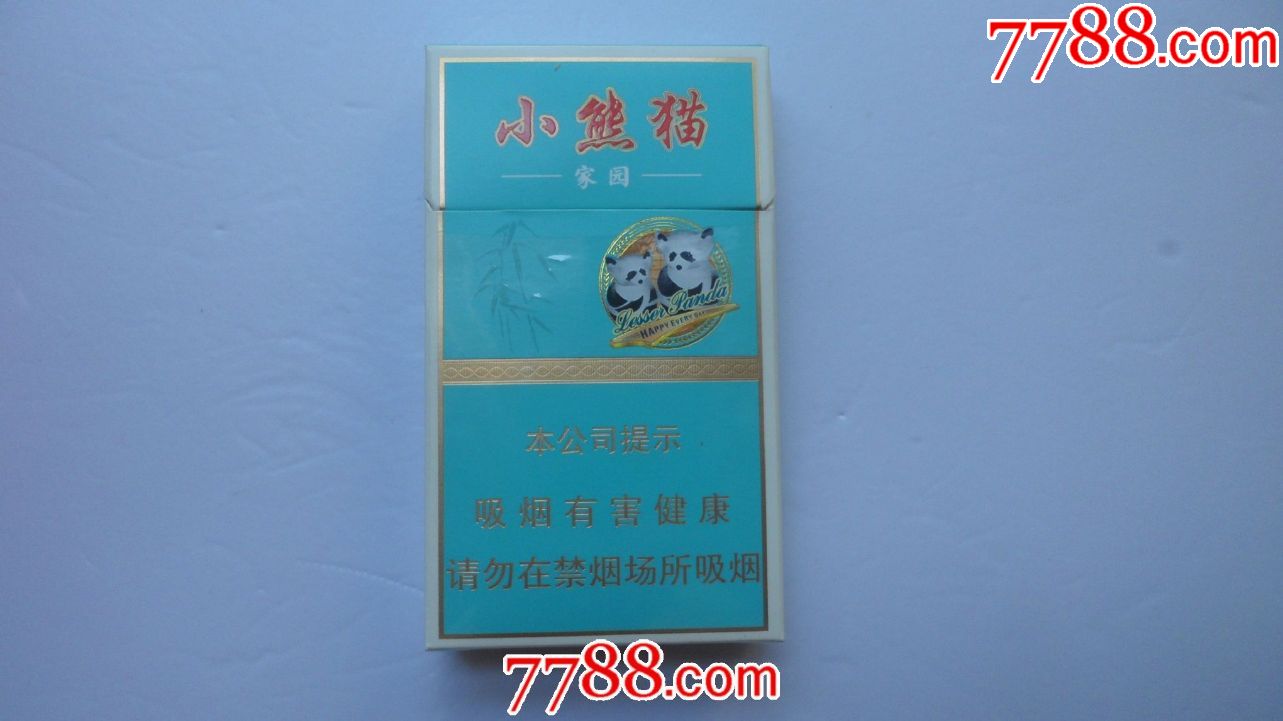 7788.com
小熊猫
家园
Lesser Panda
HAPPY EVERY DAY
本公司提示
吸烟有害健康
请勿在禁烟场所吸烟
7788.com